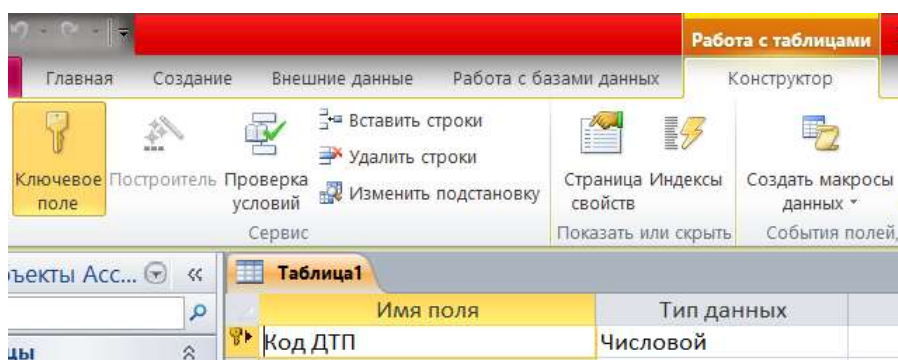 Работа с таблицами
Главная Создание Внешние данные Работа с базами данных Конструктор
Ключевое поле
Построитель
Проверка условий
Вставить строки
Удалить строки
Изменить подстановку
Страница свойств
Индексы
Создать макросы данных
Сервис Показать или скрыть События полей,
Acc... « Таблица1
Имя поля Тип данных
Код ДТП Числовой